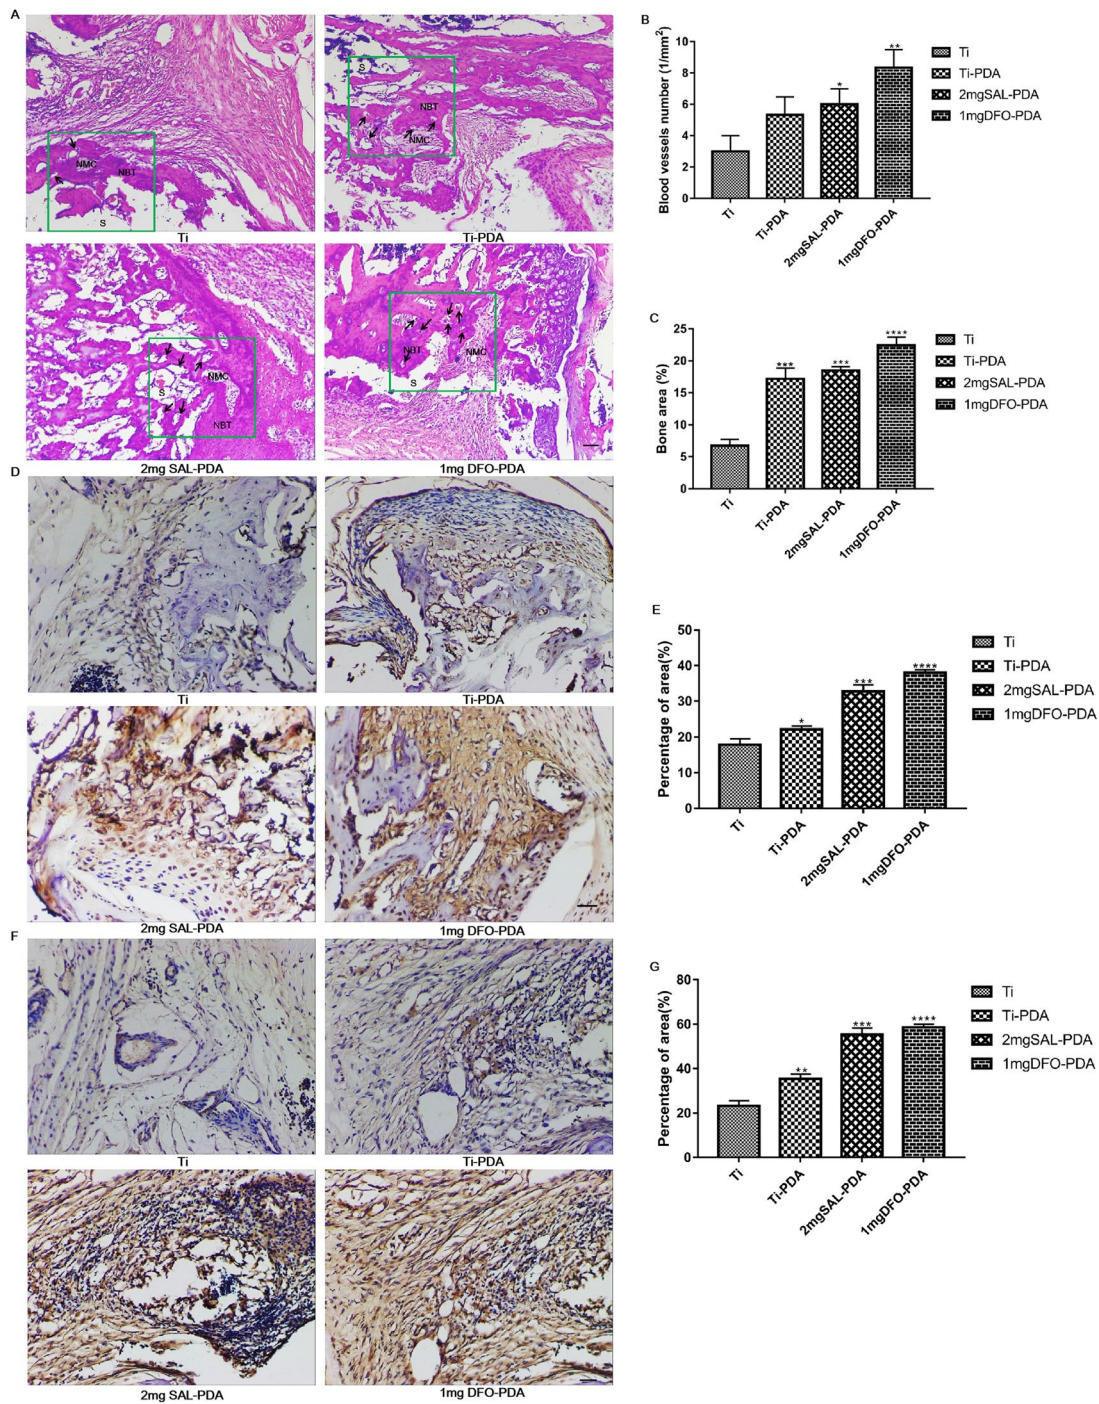 A
S
NBT
NMC
NMC
NBT
S
Ti
Ti-PDA
NMC
S
NBT
NBT
NMC
S
2mg SAL-PDA
1mg DFO-PDA
B
Blood vessels number (1/mm2)
10
8
6
4
2
0
*
**
Ti
Ti-PDA
2mgSAL-PDA
1mgDFO-PDA
Ti
Ti-PDA
2mgSAL-PDA
1mgDFO-PDA
C
Bone area (%)
25
20
15
10
5
0
***
***
****
Ti
Ti-PDA
2mgSAL-PDA
1mgDFO-PDA
Ti
Ti-PDA
2mgSAL-PDA
1mgDFO-PDA
D
Ti
Ti-PDA
2mg SAL-PDA
1mg DFO-PDA
E
Percentage of area(%)
50
40
30
20
10
0
*
***
****
Ti
Ti-PDA
2mgSAL-PDA
1mgDFO-PDA
Ti
Ti-PDA
2mgSAL-PDA
1mgDFO-PDA
F
Ti
Ti-PDA
2mg SAL-PDA
1mg DFO-PDA
G
Percentage of area(%)
80
60
40
20
0
**
***
****
Ti
Ti-PDA
2mgSAL-PDA
1mgDFO-PDA
Ti
Ti-PDA
2mgSAL-PDA
1mgDFO-PDA